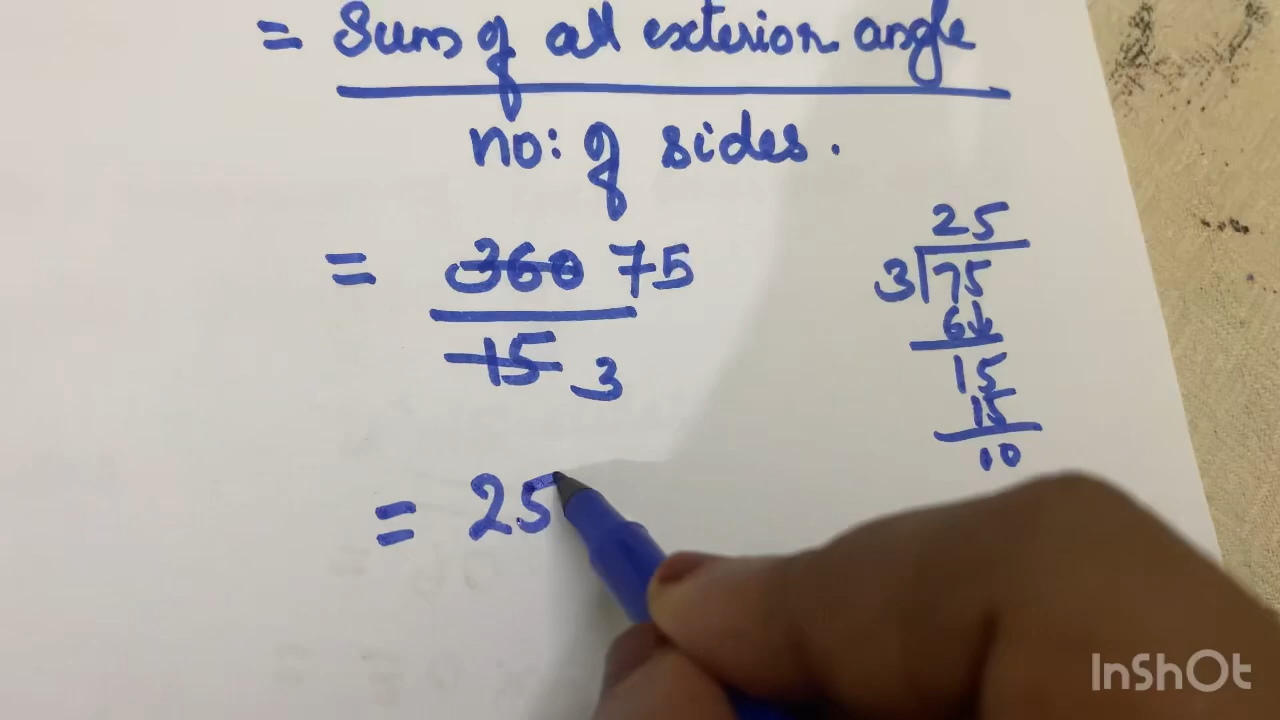 = Sum of all exterior angle
no: of sides.
= 360 75
15 3
= 25
25
3 75
6
15
15
10
InShOt